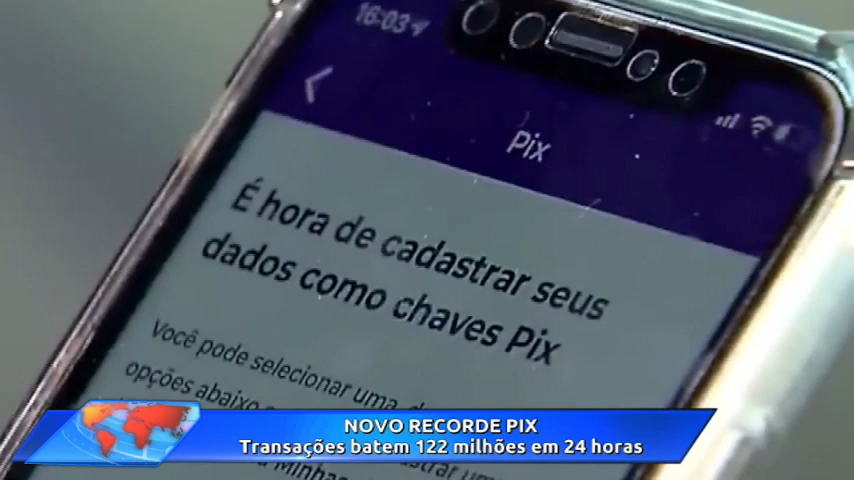 16:03
Pix
É hora de cadastrar seus
dados como chaves Pix
Você pode selecionar uma
opções abaixo
NOVO RECORDE PIX
Transações batem 122 milhões em 24 horas
Minhas